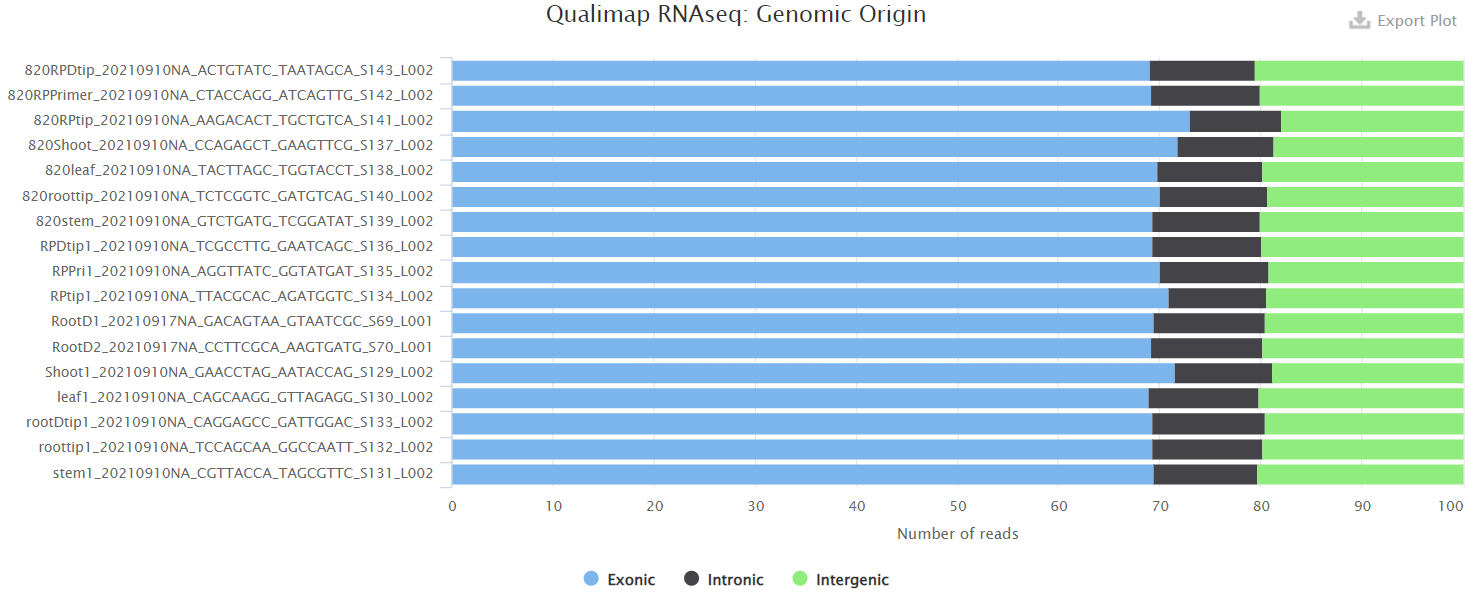 Qualimap RNAseq: Genomic Origin
Export Plot
820RPDtip_20210910NA_ACTGTATC_TAATAGCA_S143_L002
820RPPrimer_20210910NA_CTACCAGG_ATCAGTTG_S142_L002
820RPtip_20210910NA_AAGACACT_TGCTGTCA_S141_L002
820Shoot_20210910NA_CCAGAGCT_GAAGTTCG_S137_L002
820leaf_20210910NA_TACTTAGC_TGGTACCT_S138_L002
820roottip_20210910NA_TCTCGGTC_GATGTCAG_S140_L002
820stem_20210910NA_GTCTGATG_TCGGATAT_S139_L002
RPDtip1_20210910NA_TCGCCTTG_GAATCAGC_S136_L002
RPPri1_20210910NA_AGGTTATC_GGTATGAT_S135_L002
RPtip1_20210910NA_TTACGCAC_AGATGGTC_S134_L002
RootD1_20210917NA_GACAGTAA_GTAATCGC_S69_L001
RootD2_20210917NA_CCTTCGCA_AAGTGATG_S70_L001
Shoot1_20210910NA_GAACCTAG_AATACCAG_S129_L002
leaf1_20210910NA_CAGCAAGG_GTTAGAGG_S130_L002
rootDtip1_20210910NA_CAGGAGCC_GATTGGAC_S133_L002
roottip1_20210910NA_TCCAGCAA_GGCCAATT_S132_L002
stem1_20210910NA_CGTTACCA_TAGCGTTC_S131_L002
0 10 20 30 40 50 60 70 80 90 100
Number of reads
Exonic Intronic Intergenic